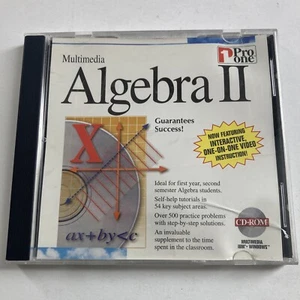 Multimedia
Pro
one
Algebra II
Guarantees
Success!
NOW FEATURING
INTERACTIVE
ONE-ON-ONE VIDEO
INSTRUCTION!
X
Ideal for first year, second
semester Algebra students.
Self-help tutorials in
54 key subject areas.
Over 500 practice problems
with step-by-step solutions.
An invaluable
supplement to the time
spent in the classroom.
ax+by<c
CD-ROM
MULTIMEDIA